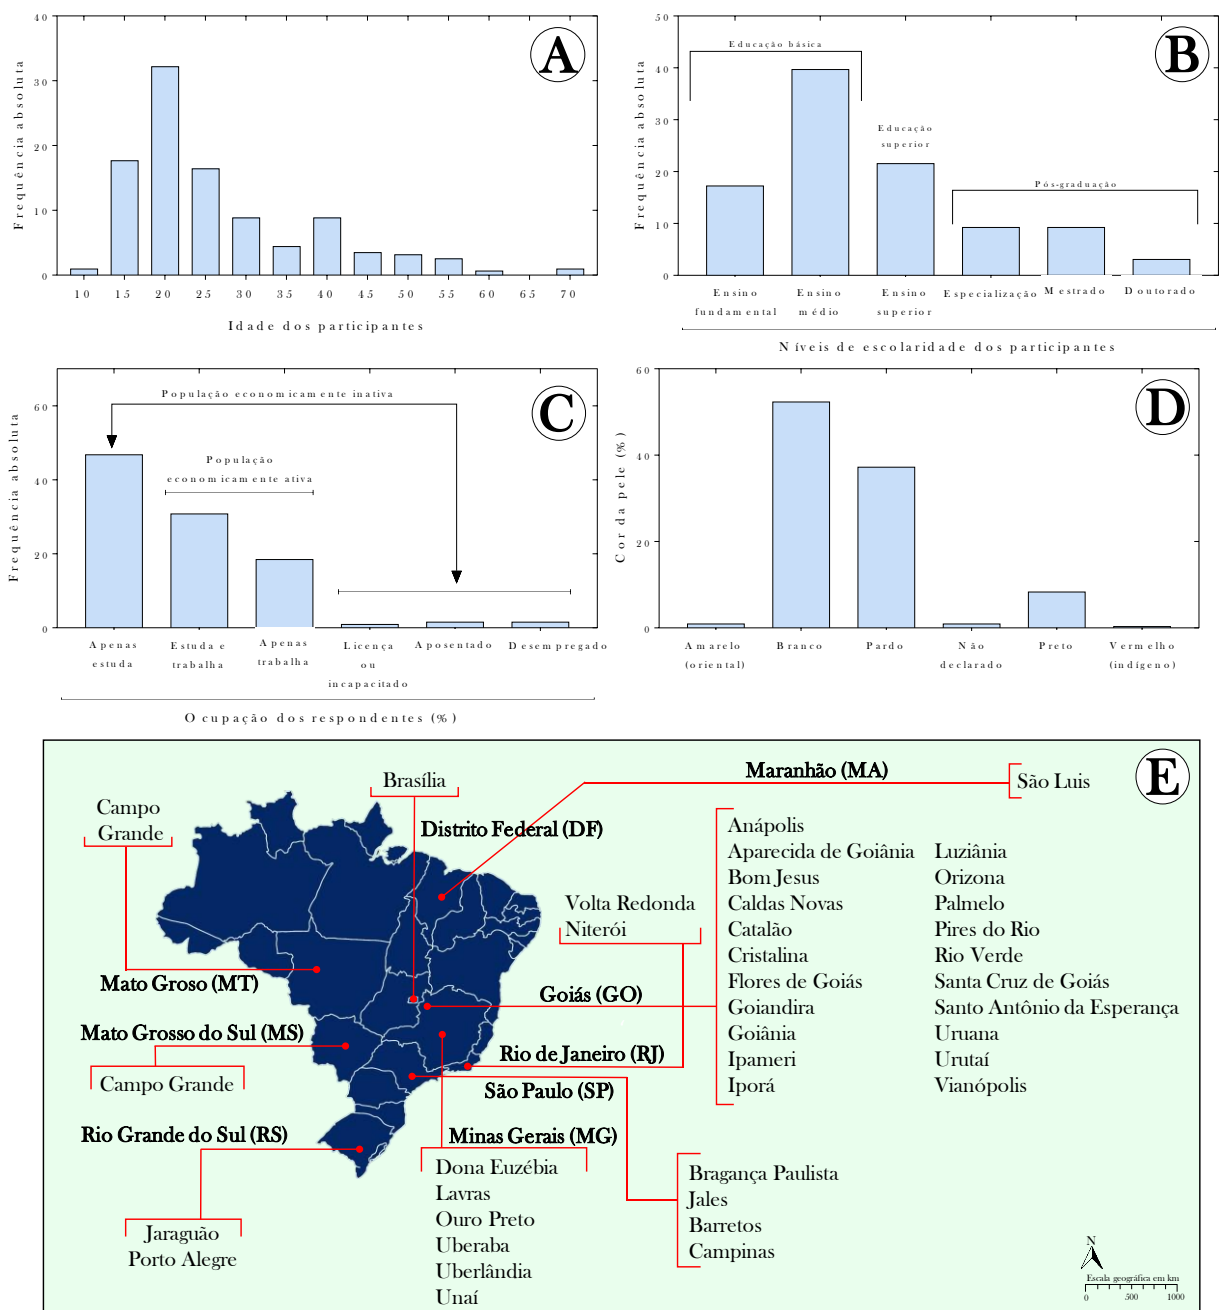 A
Frequência absoluta
40
30
20
10
0
10 15 20 25 30 35 40 45 50 55 60 65 70
Idade dos participantes
B
Frequência absoluta
50
40
30
20
10
0
Educação básica
Educação
superior
Pós-graduação
Ensino
fundamental
Ensino
médio
Ensino
superior
Especialização
Mestrado
Doutorado
Níveis de escolaridade dos participantes
C
Frequência absoluta
60
40
20
0
População economicamente inativa
População
economicamente ativa
Apenas
estuda
Estuda e
trabalha
Apenas
trabalha
Licença
ou
incapacitado
Aposentado
Desempregado
Ocupação dos respondentes (%)
D
Cor da pele (%)
60
40
20
0
Amarelo
(oriental)
Branco
Pardo
Não
declarado
Preto
Vermelho
(indígeno)
E
Maranhão (MA)
São Luis
Brasília
Distrito Federal (DF)
Campo
Grande
Mato Groso (MT)
Volta Redonda
Niterói
Rio de Janeiro (RJ)
Goiás (GO)
Anápolis
Aparecida de Goiânia
Bom Jesus
Caldas Novas
Catalão
Cristalina
Flores de Goiás
Goiandira
Goiânia
Ipameri
Iporá
Luziânia
Orizona
Palmelo
Pires do Rio
Rio Verde
Santa Cruz de Goiás
Santo Antônio da Esperança
Uruana
Urutaí
Vianópolis
Mato Grosso do Sul (MS)
Campo Grande
São Paulo (SP)
Bragança Paulista
Jales
Barretos
Campinas
Rio Grande do Sul (RS)
Jaraguão
Porto Alegre
Minas Gerais (MG)
Dona Euzébia
Lavras
Ouro Preto
Uberaba
Uberlândia
Unaí
N
Escala geográfica em km
0 500 1000